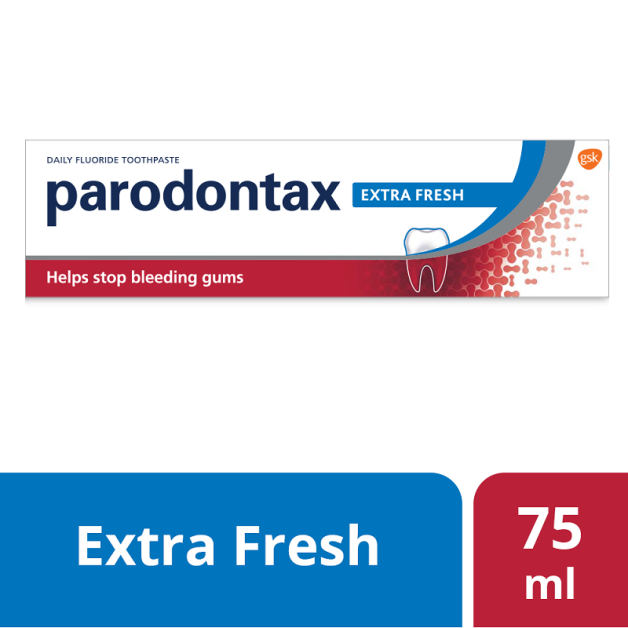 DAILY FLUORIDE TOOTHPASTE
parodontax EXTRA FRESH
gsk
Helps stop bleeding gums
Extra Fresh
75
ml